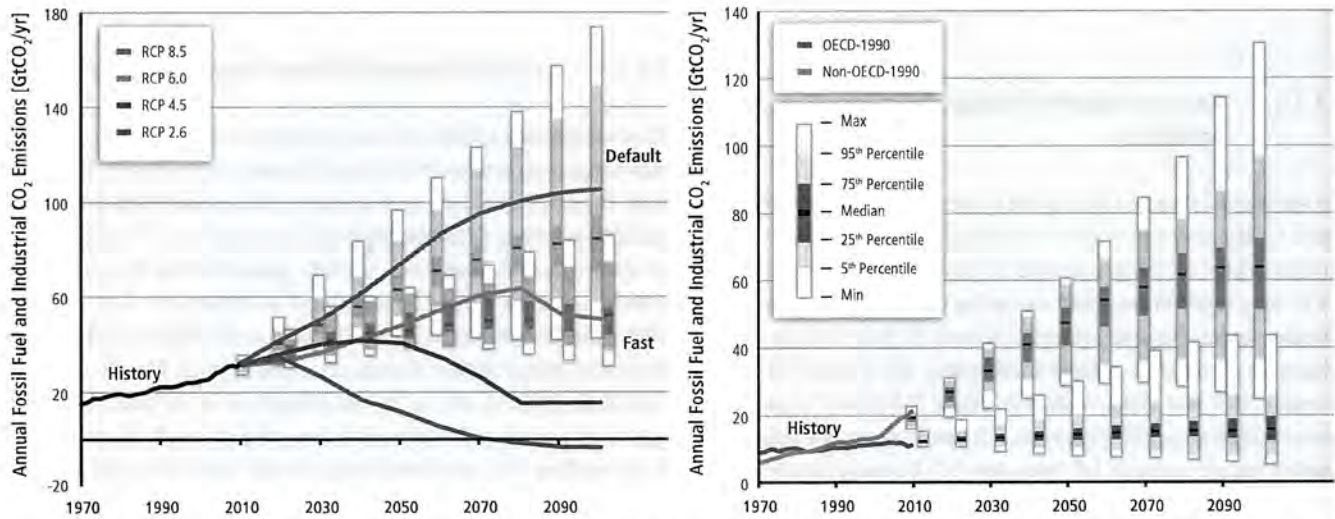 Annual Fossil Fuel and Industrial CO₂ Emissions [GtCO₂/yr]
180
140
100
60
20
-20
RCP 8.5
RCP 6.0
RCP 4.5
RCP 2.6
History
Default
Fast
1970
1990
2010
2030
2050
2070
2090
Annual Fossil Fuel and Industrial CO₂ Emissions [GtCO₂/yr]
140
120
100
80
60
40
20
0
OECD-1990
Non-OECD-1990
Max
95th Percentile
75th Percentile
Median
25th Percentile
5th Percentile
Min
History
1970
1990
2010
2030
2050
2070
2090